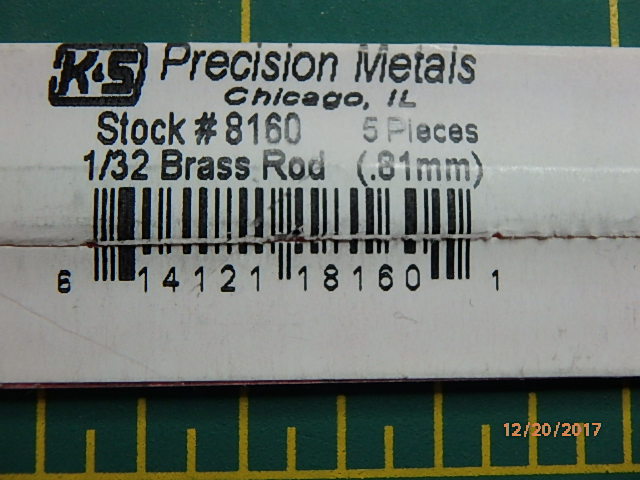 K&S Precision Metals
Chicago, IL
Stock # 8160 5 Pieces
1/32 Brass Rod (.81mm)
6 14121 18160 1
12/20/2017